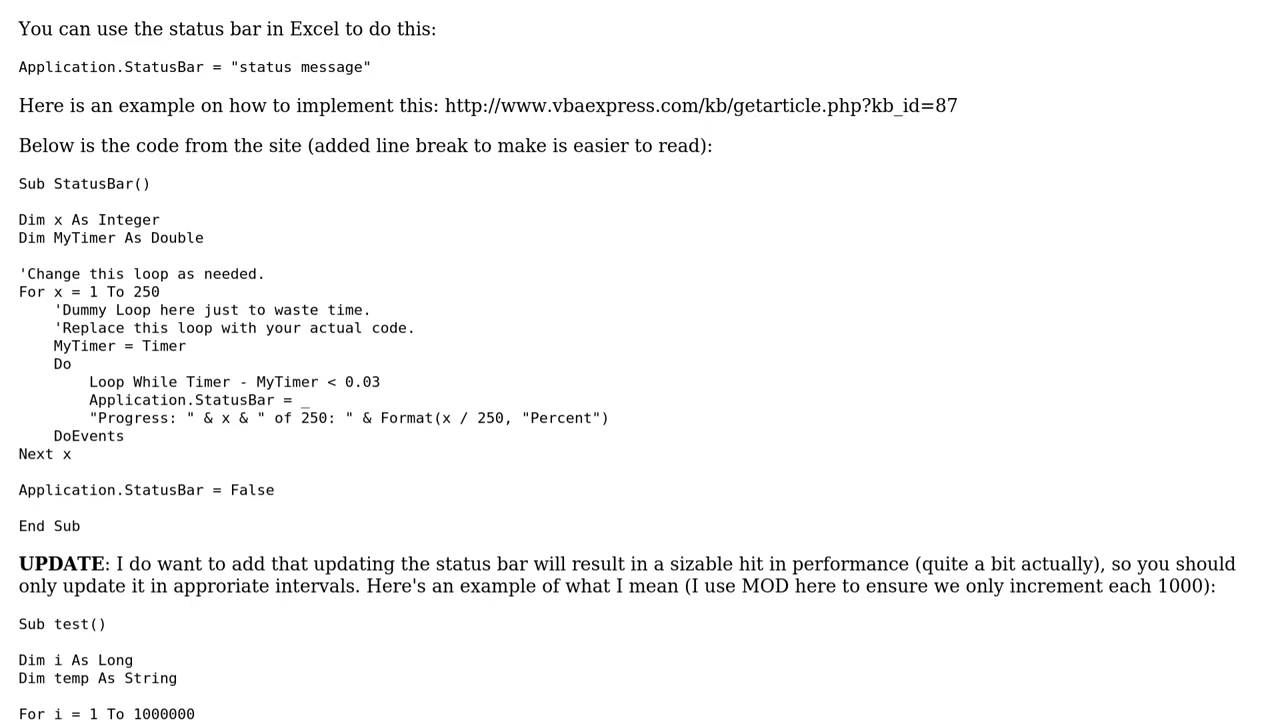 You can use the status bar in Excel to do this:
Application.StatusBar = "status message"
Here is an example on how to implement this: http://www.vbaexpress.com/kb/getarticle.php?kb_id=87
Below is the code from the site (added line break to make is easier to read):
Sub StatusBar()
Dim x As Integer
Dim MyTimer As Double
'Change this loop as needed.
For x = 1 To 250
    'Dummy Loop here just to waste time.
    'Replace this loop with your actual code.
    MyTimer = Timer
    Do
        Loop While Timer - MyTimer < 0.03
        Application.StatusBar = _
        "Progress: " & x & " of 250: " & Format(x / 250, "Percent")
    DoEvents
Next x
Application.StatusBar = False
End Sub
UPDATE: I do want to add that updating the status bar will result in a sizable hit in performance (quite a bit actually), so you should
only update it in approriate intervals. Here's an example of what I mean (I use MOD here to ensure we only increment each 1000):
Sub test()
Dim i As Long
Dim temp As String
For i = 1 To 1000000